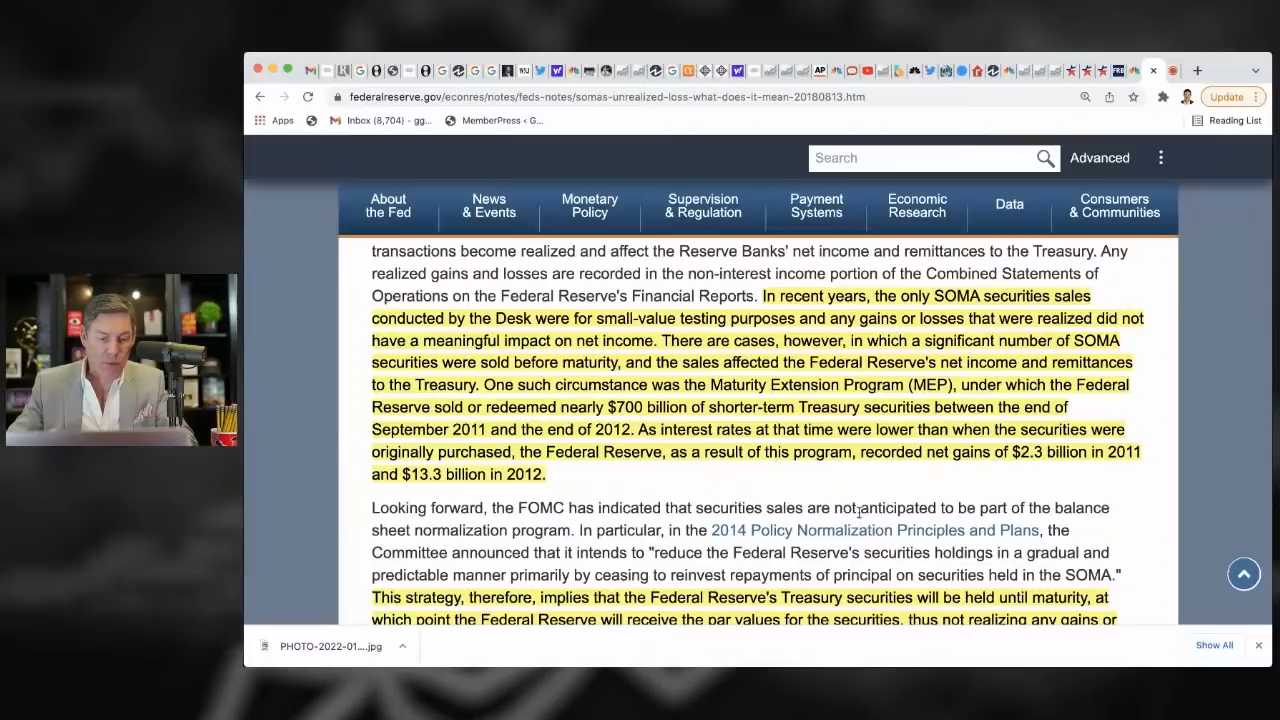 federalreserve.gov/econres/notes/feds-notes/somas-unrealized-loss-what-does-it-mean-20180813.htm
Update
Apps
Inbox (8,704) - gg...
MemberPress ‹ G...
Reading List
Search
Advanced
About
the Fed
News
& Events
Monetary
Policy
Supervision
& Regulation
Payment
Systems
Economic
Research
Data
Consumers
& Communities
transactions become realized and affect the Reserve Banks' net income and remittances to the Treasury. Any
realized gains and losses are recorded in the non-interest income portion of the Combined Statements of
Operations on the Federal Reserve's Financial Reports. In recent years, the only SOMA securities sales
conducted by the Desk were for small-value testing purposes and any gains or losses that were realized did not
have a meaningful impact on net income. There are cases, however, in which a significant number of SOMA
securities were sold before maturity, and the sales affected the Federal Reserve's net income and remittances
to the Treasury. One such circumstance was the Maturity Extension Program (MEP), under which the Federal
Reserve sold or redeemed nearly $700 billion of shorter-term Treasury securities between the end of
September 2011 and the end of 2012. As interest rates at that time were lower than when the securities were
originally purchased, the Federal Reserve, as a result of this program, recorded net gains of $2.3 billion in 2011
and $13.3 billion in 2012.
Looking forward, the FOMC has indicated that securities sales are not anticipated to be part of the balance
sheet normalization program. In particular, in the 2014 Policy Normalization Principles and Plans, the
Committee announced that it intends to "reduce the Federal Reserve's securities holdings in a gradual and
predictable manner primarily by ceasing to reinvest repayments of principal on securities held in the SOMA."
This strategy, therefore, implies that the Federal Reserve's Treasury securities will be held until maturity, at
which point the Federal Reserve will receive the par values for the securities, thus not realizing any gains or
PHOTO-2022-01....jpg
Show All